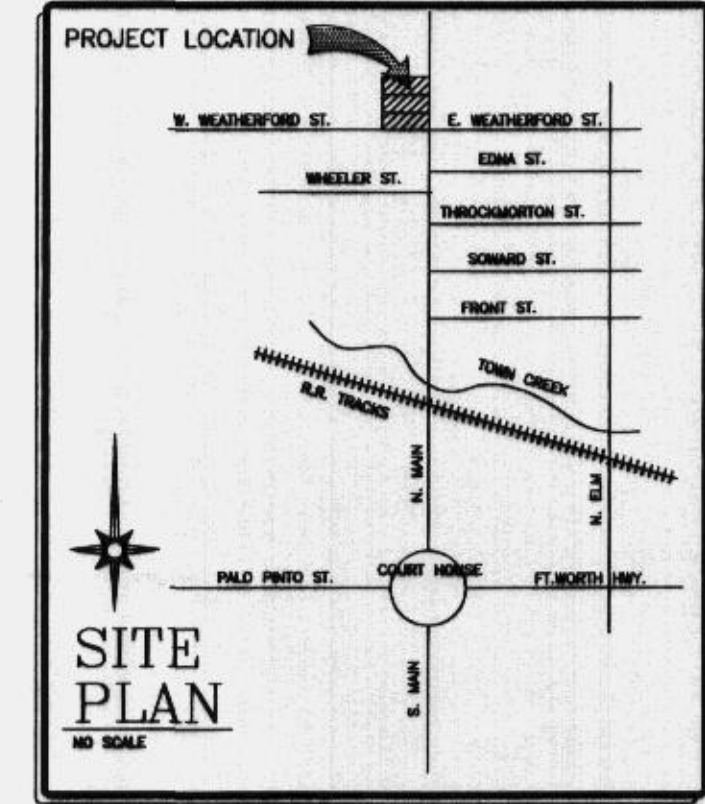 PROJECT LOCATION
W. WEATHERFORD ST.
E. WEATHERFORD ST.
EDNA ST.
WHEELER ST.
THROCKMORTON ST.
SOWARD ST.
FRONT ST.
TOWN CREEK
R.R. TRACKS
N. MAIN
N. ELM
PALO PINTO ST.
COURT HOUSE
FT.WORTH HWY.
S. MAIN
SITE
PLAN
NO SCALE